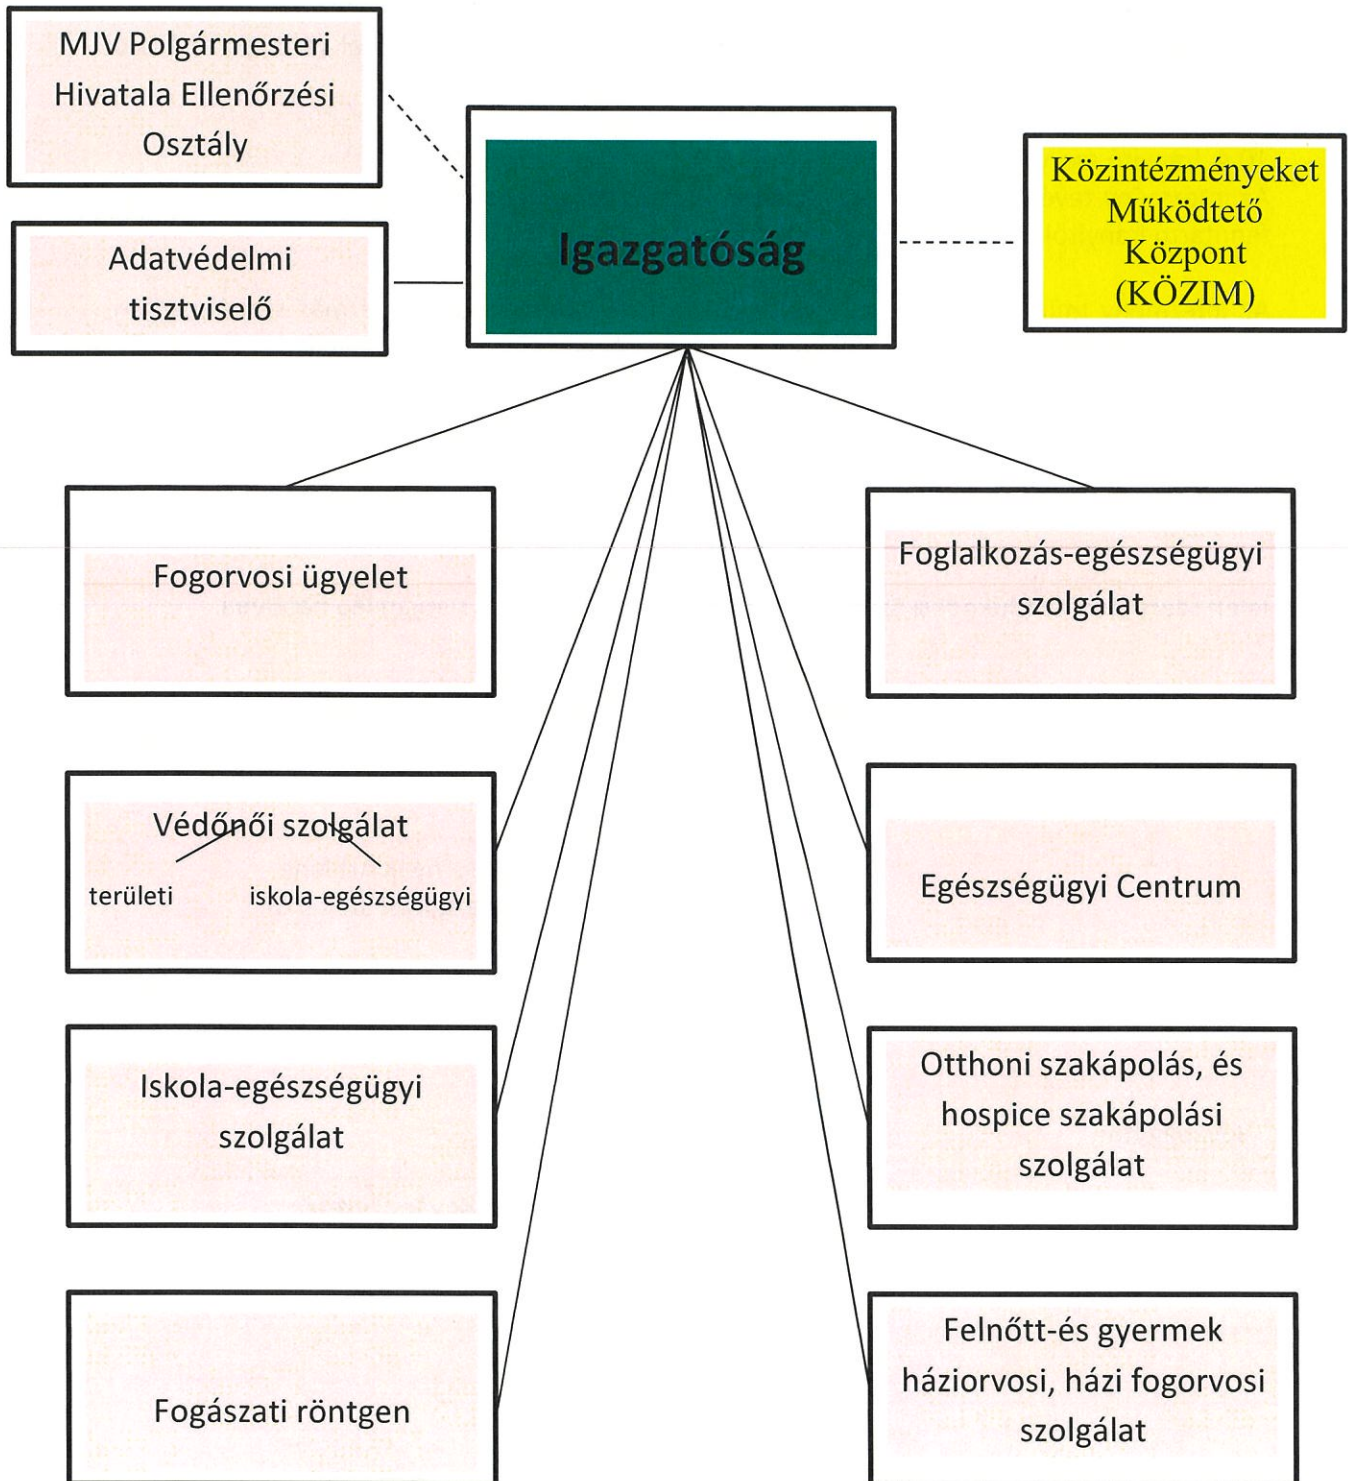 MJV Polgármesteri
Hivatala Ellenőrzési
Osztály
Adatvédelmi
tisztviselő
Igazgatóság
Közintézményeket
Működtető
Központ
(KÖZIM)
Fogorvosi ügyelet
Foglalkozás-egészségügyi
szolgálat
Védőnői szolgálat
területi iskola-egészségügyi
Egészségügyi Centrum
Iskola-egészségügyi
szolgálat
Otthoni szakápolás, és
hospice szakápolási
szolgálat
Fogászati röntgen
Felnőtt-és gyermek
háziorvosi, házi fogorvosi
szolgálat